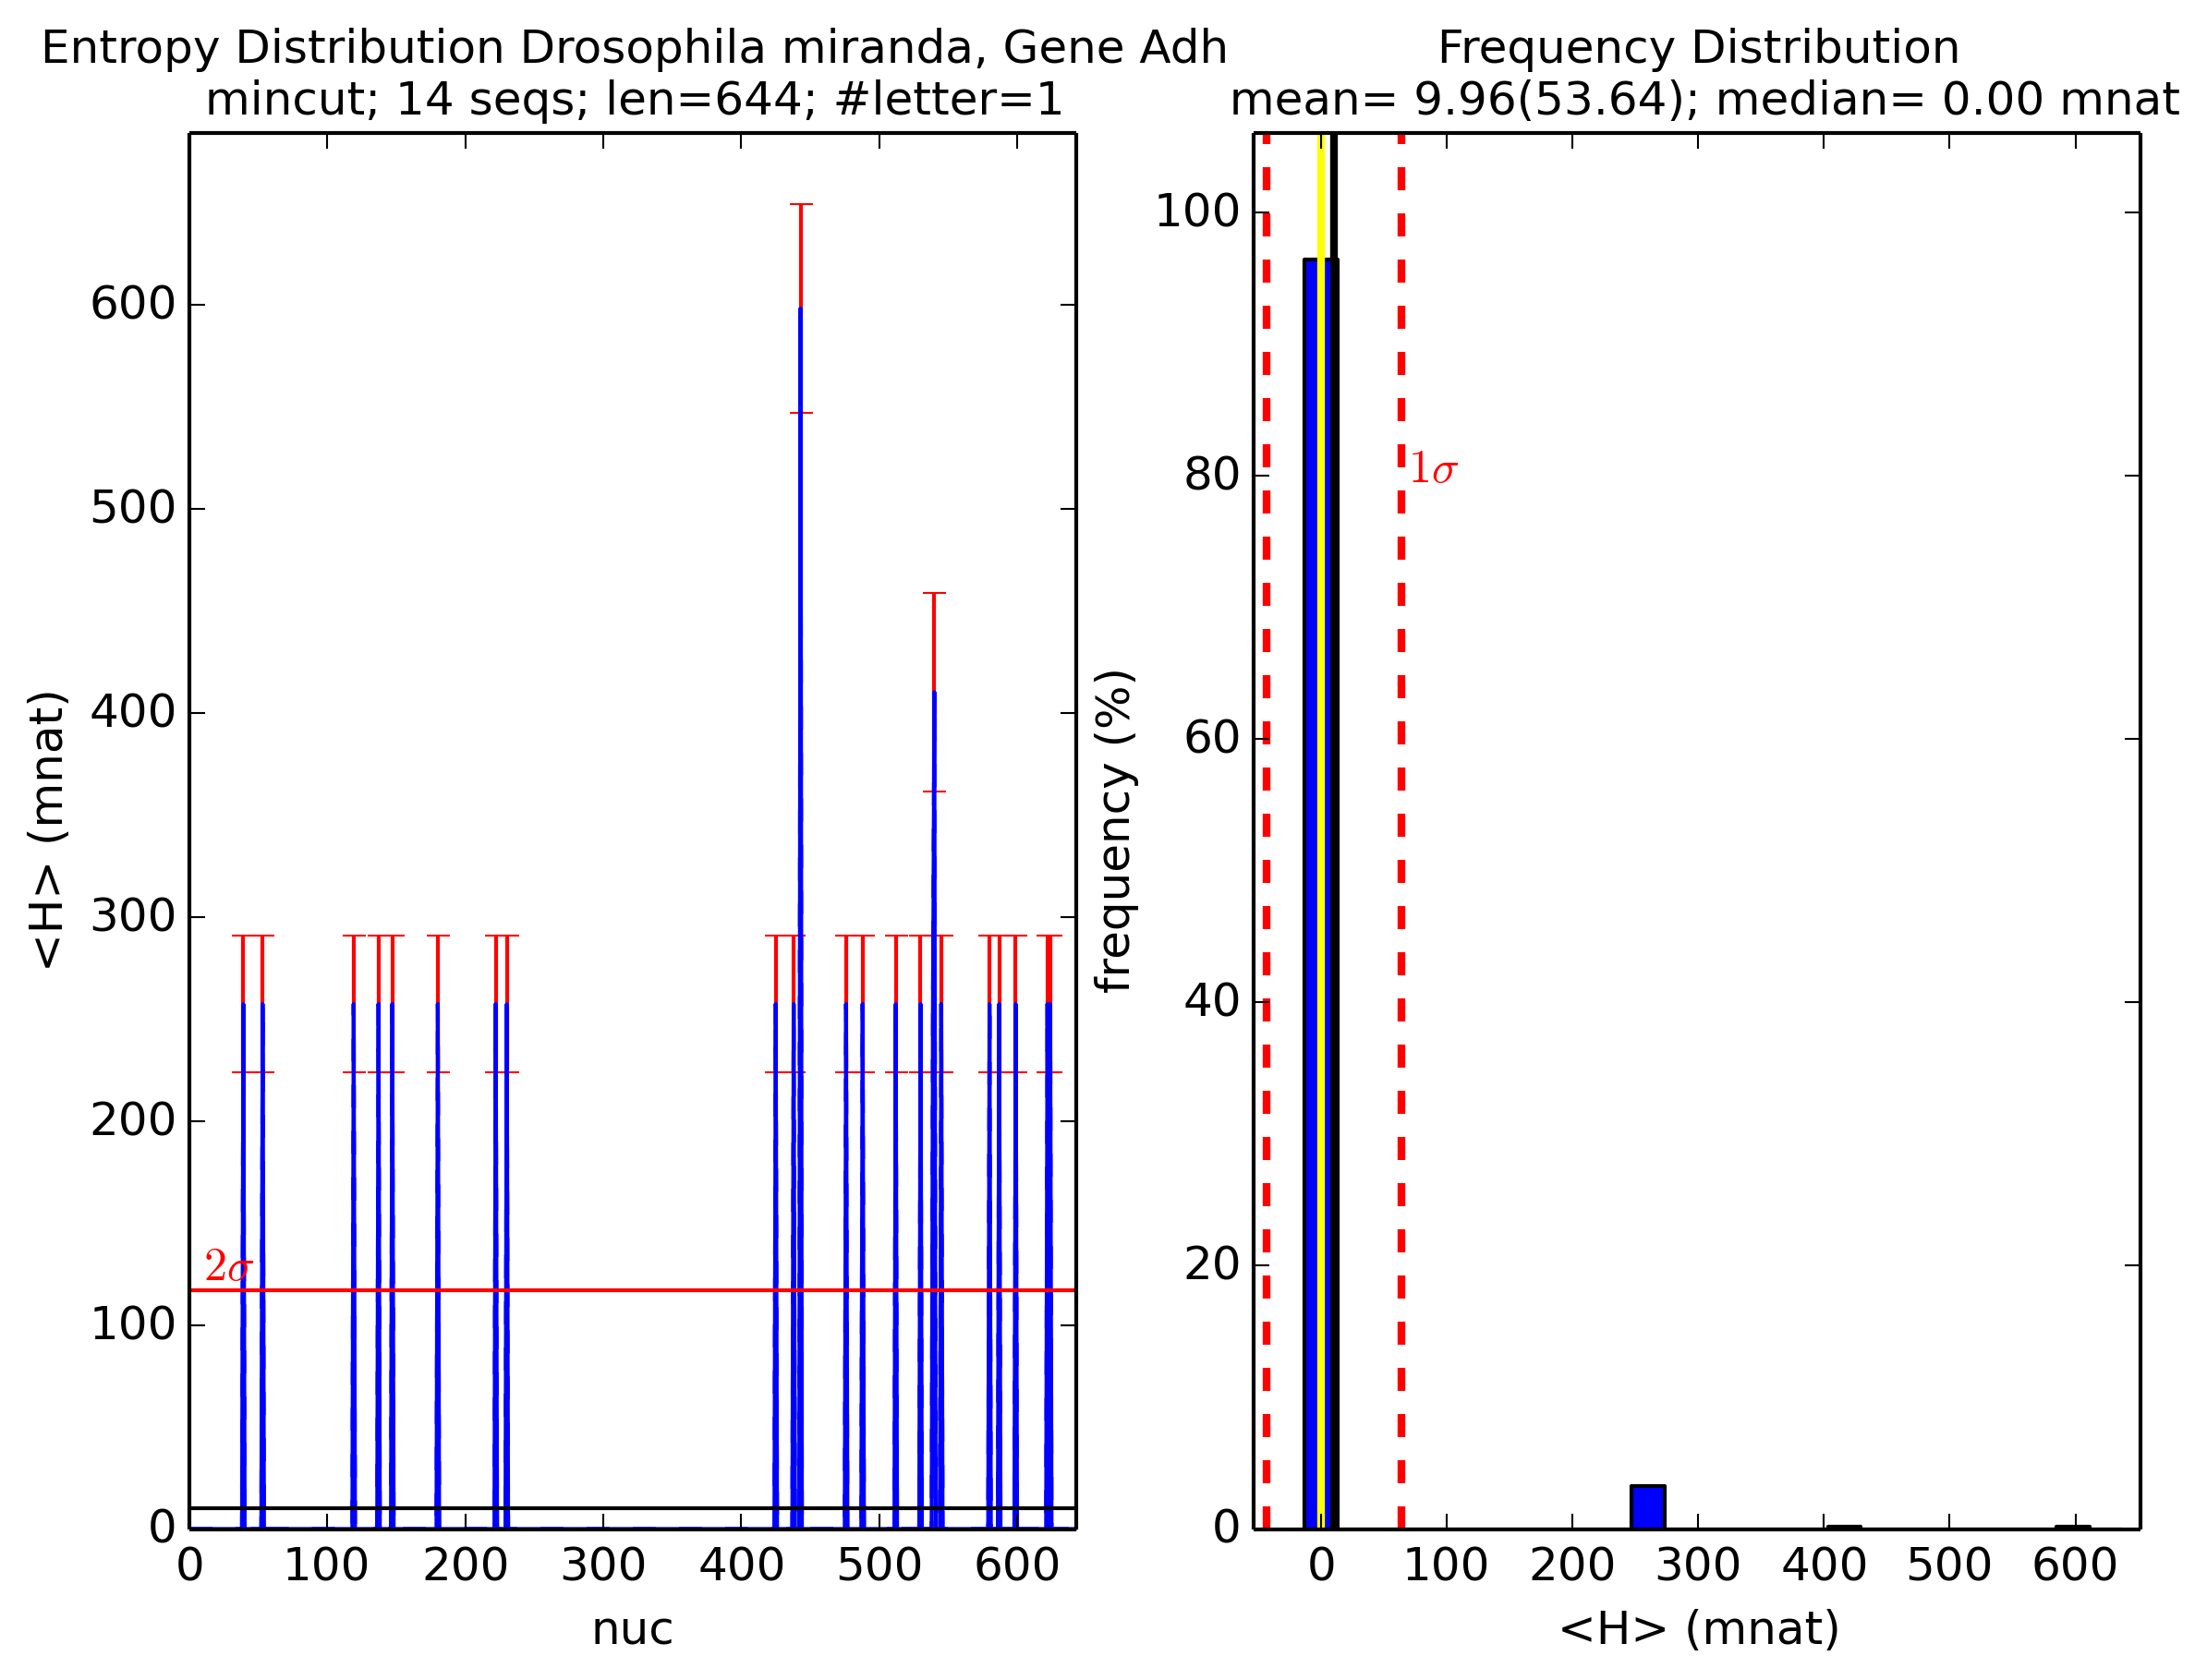 Entropy Distribution Drosophila miranda, Gene Adh
mincut; 14 seqs; len=644; #letter=1
<H> (mnat)
600
500
400
300
200
100
0
2σ
0 100 200 300 400 500 600
nuc
Frequency Distribution
mean= 9.96(53.64); median= 0.00 mnat
frequency (%)
100
80
60
40
20
0
1σ
0 100 200 300 400 500 600
<H> (mnat)